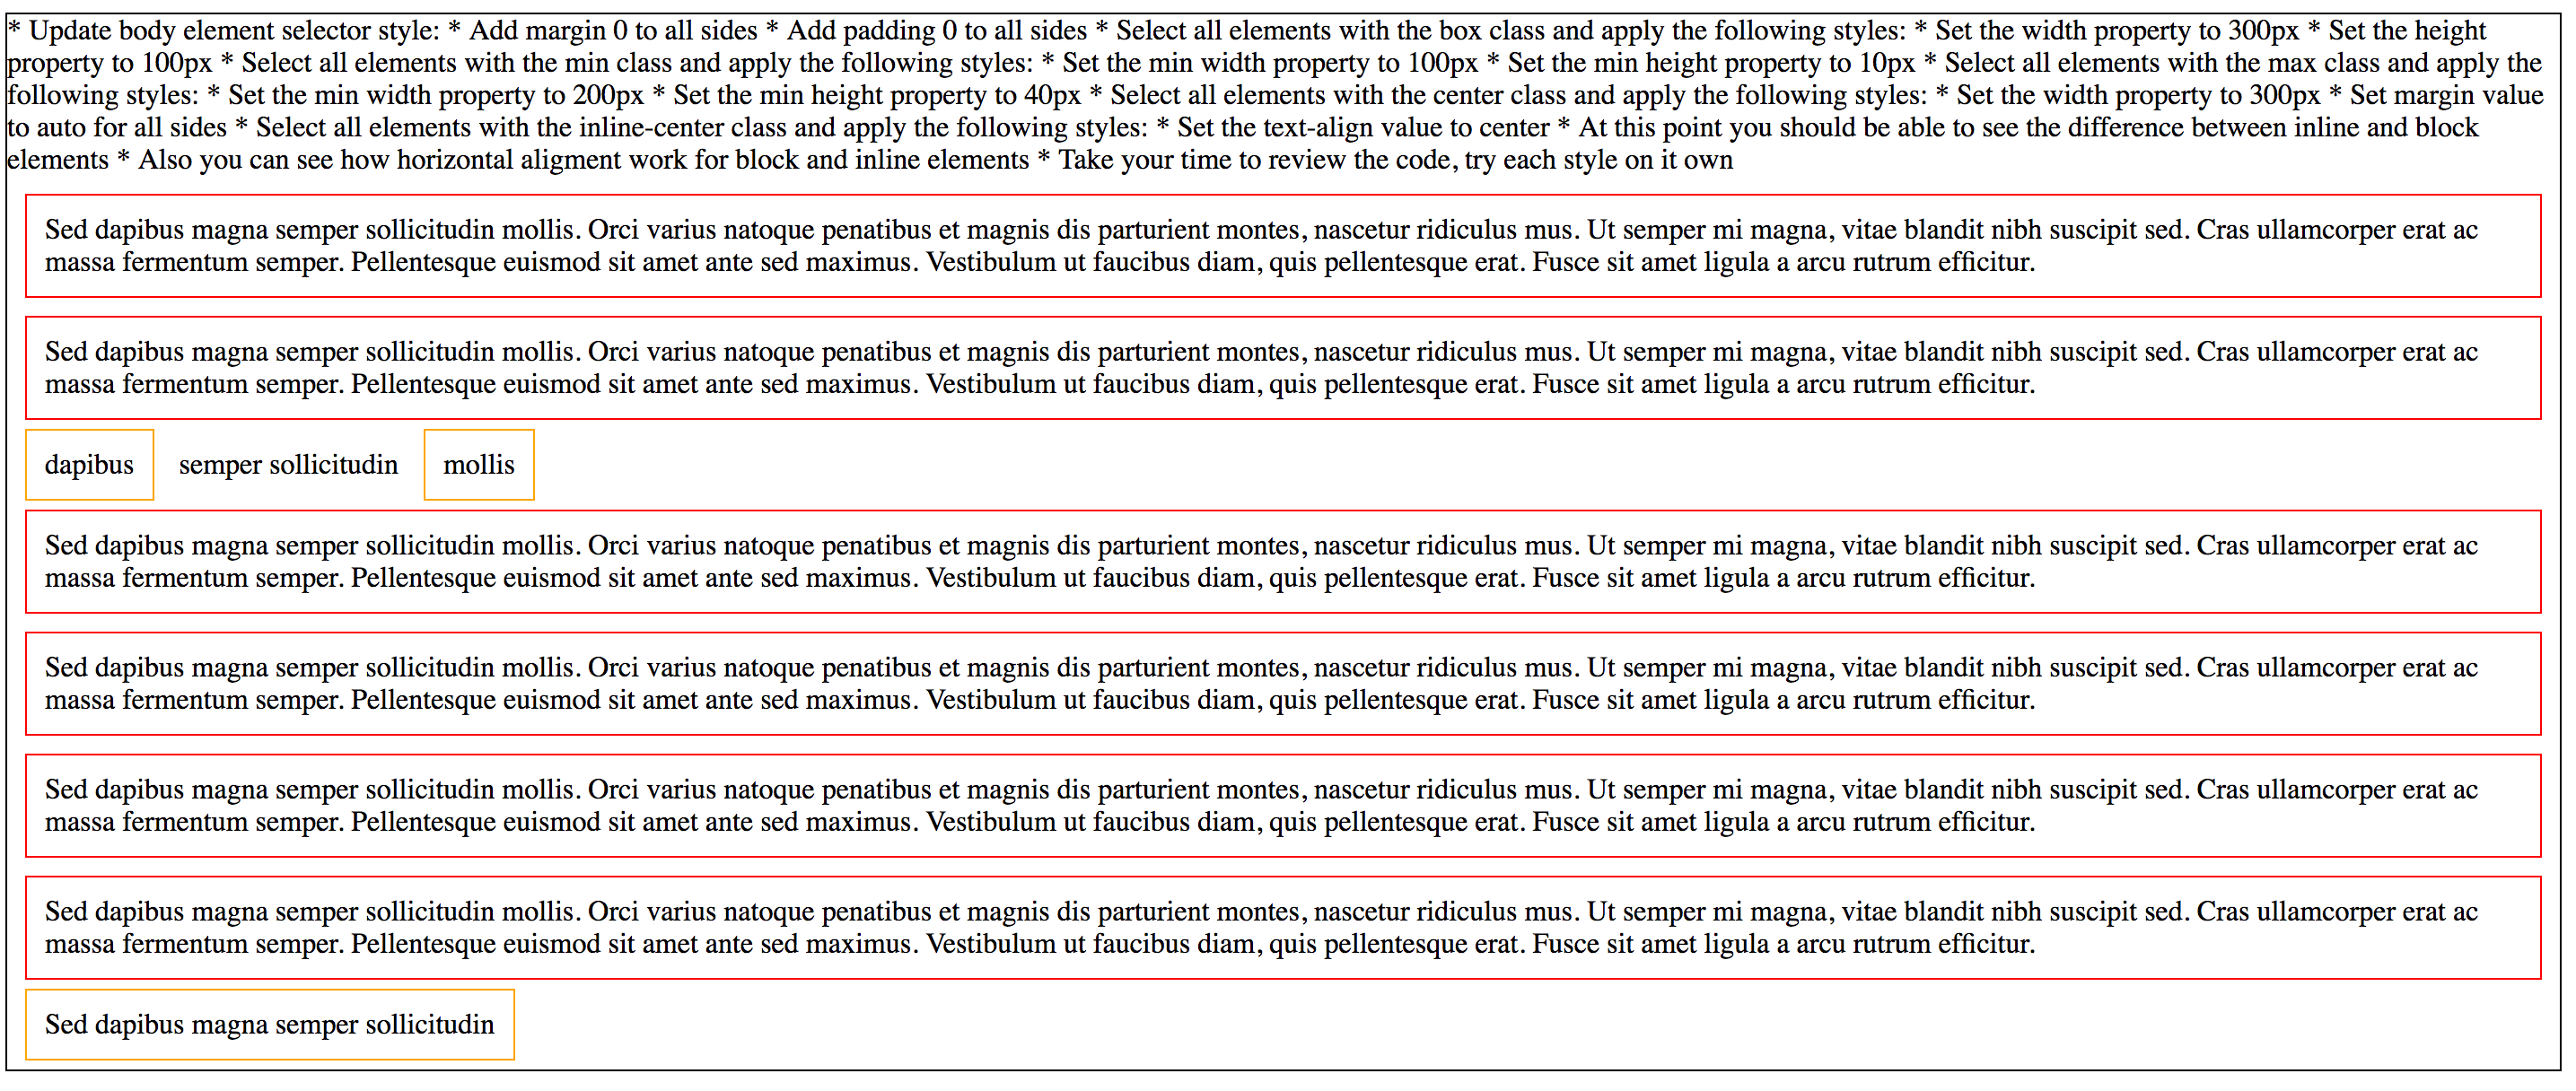 * Update body element selector style: * Add margin 0 to all sides * Add padding 0 to all sides * Select all elements with the box class and apply the following styles: * Set the width property to 300px * Set the height
property to 100px * Select all elements with the min class and apply the following styles: * Set the min width property to 100px * Set the min height property to 10px * Select all elements with the max class and apply the
following styles: * Set the min width property to 200px * Set the min height property to 40px * Select all elements with the center class and apply the following styles: * Set the width property to 300px * Set margin value
to auto for all sides * Select all elements with the inline-center class and apply the following styles: * Set the text-align value to center * At this point you should be able to see the difference between inline and block
elements * Also you can see how horizontal aligment work for block and inline elements * Take your time to review the code, try each style on it own
Sed dapibus magna semper sollicitudin mollis. Orci varius natoque penatibus et magnis dis parturient montes, nascetur ridiculus mus. Ut semper mi magna, vitae blandit nibh suscipit sed. Cras ullamcorper erat ac
massa fermentum semper. Pellentesque euismod sit amet ante sed maximus. Vestibulum ut faucibus diam, quis pellentesque erat. Fusce sit amet ligula a arcu rutrum efficitur.
Sed dapibus magna semper sollicitudin mollis. Orci varius natoque penatibus et magnis dis parturient montes, nascetur ridiculus mus. Ut semper mi magna, vitae blandit nibh suscipit sed. Cras ullamcorper erat ac
massa fermentum semper. Pellentesque euismod sit amet ante sed maximus. Vestibulum ut faucibus diam, quis pellentesque erat. Fusce sit amet ligula a arcu rutrum efficitur.
dapibus semper sollicitudin mollis
Sed dapibus magna semper sollicitudin mollis. Orci varius natoque penatibus et magnis dis parturient montes, nascetur ridiculus mus. Ut semper mi magna, vitae blandit nibh suscipit sed. Cras ullamcorper erat ac
massa fermentum semper. Pellentesque euismod sit amet ante sed maximus. Vestibulum ut faucibus diam, quis pellentesque erat. Fusce sit amet ligula a arcu rutrum efficitur.
Sed dapibus magna semper sollicitudin mollis. Orci varius natoque penatibus et magnis dis parturient montes, nascetur ridiculus mus. Ut semper mi magna, vitae blandit nibh suscipit sed. Cras ullamcorper erat ac
massa fermentum semper. Pellentesque euismod sit amet ante sed maximus. Vestibulum ut faucibus diam, quis pellentesque erat. Fusce sit amet ligula a arcu rutrum efficitur.
Sed dapibus magna semper sollicitudin mollis. Orci varius natoque penatibus et magnis dis parturient montes, nascetur ridiculus mus. Ut semper mi magna, vitae blandit nibh suscipit sed. Cras ullamcorper erat ac
massa fermentum semper. Pellentesque euismod sit amet ante sed maximus. Vestibulum ut faucibus diam, quis pellentesque erat. Fusce sit amet ligula a arcu rutrum efficitur.
Sed dapibus magna semper sollicitudin mollis. Orci varius natoque penatibus et magnis dis parturient montes, nascetur ridiculus mus. Ut semper mi magna, vitae blandit nibh suscipit sed. Cras ullamcorper erat ac
massa fermentum semper. Pellentesque euismod sit amet ante sed maximus. Vestibulum ut faucibus diam, quis pellentesque erat. Fusce sit amet ligula a arcu rutrum efficitur.
Sed dapibus magna semper sollicitudin